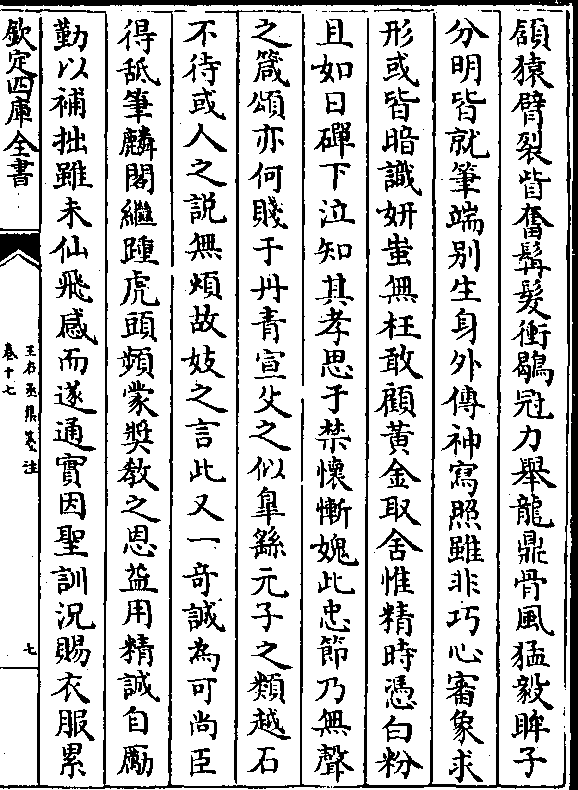 頷猿臂裂眥奮髯髮衝鶡冠力舉龍鼎骨風猛毅眸子
分明皆就筆端别生身外傳神寫照雖非巧心審象求
形或皆暗識妍蚩無枉敢顧黃金取舍惟精時憑白粉
且如日磾下泣知其孝思于禁懷慚媿此忠節乃無聲
之箴頌亦何賤于丹青宣父之似臯繇元子之類越石
不待或人之説無煩故妓之言此又一奇誠為可尚臣
得舐筆麟閣繼踵虎頭頻蒙奬教之恩益用精誠自勵
勤以補拙雖未仙飛感而遂通實因聖訓況賜衣服累
欽定四庫全書
王右丞集箋注
卷十七
七